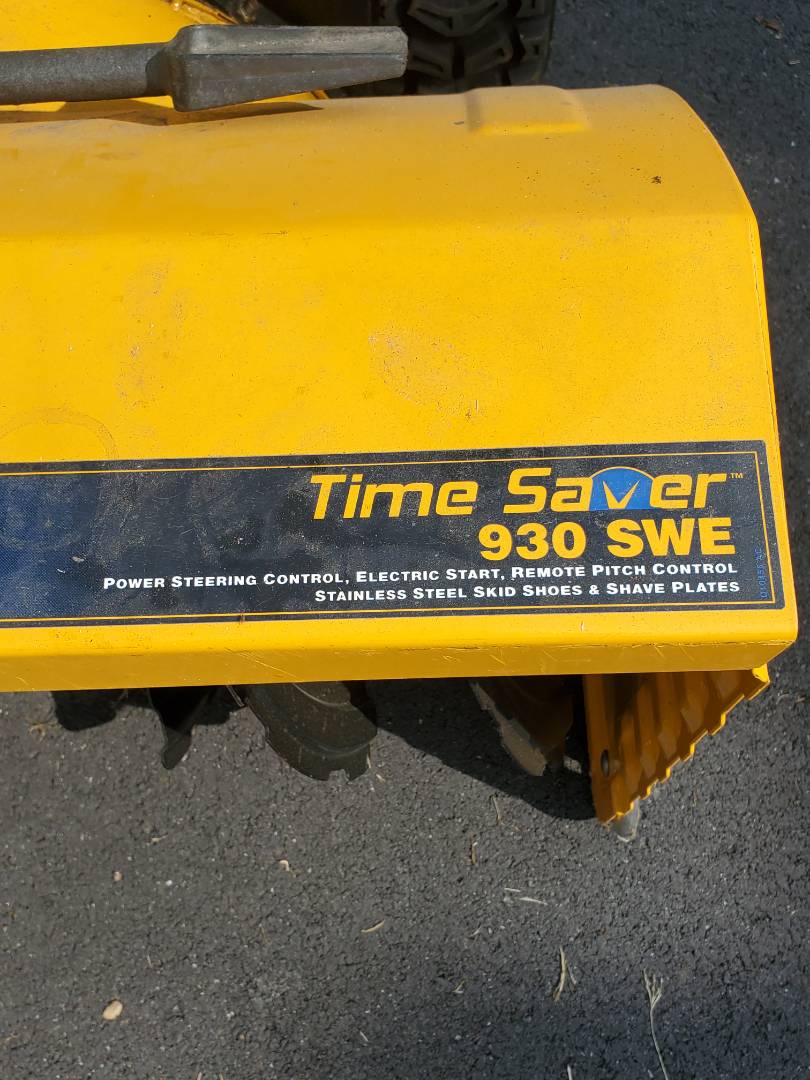 Time Saver™
930 SWE
POWER STEERING CONTROL, ELECTRIC START, REMOTE PITCH CONTROL
STAINLESS STEEL SKID SHOES & SHAVE PLATES